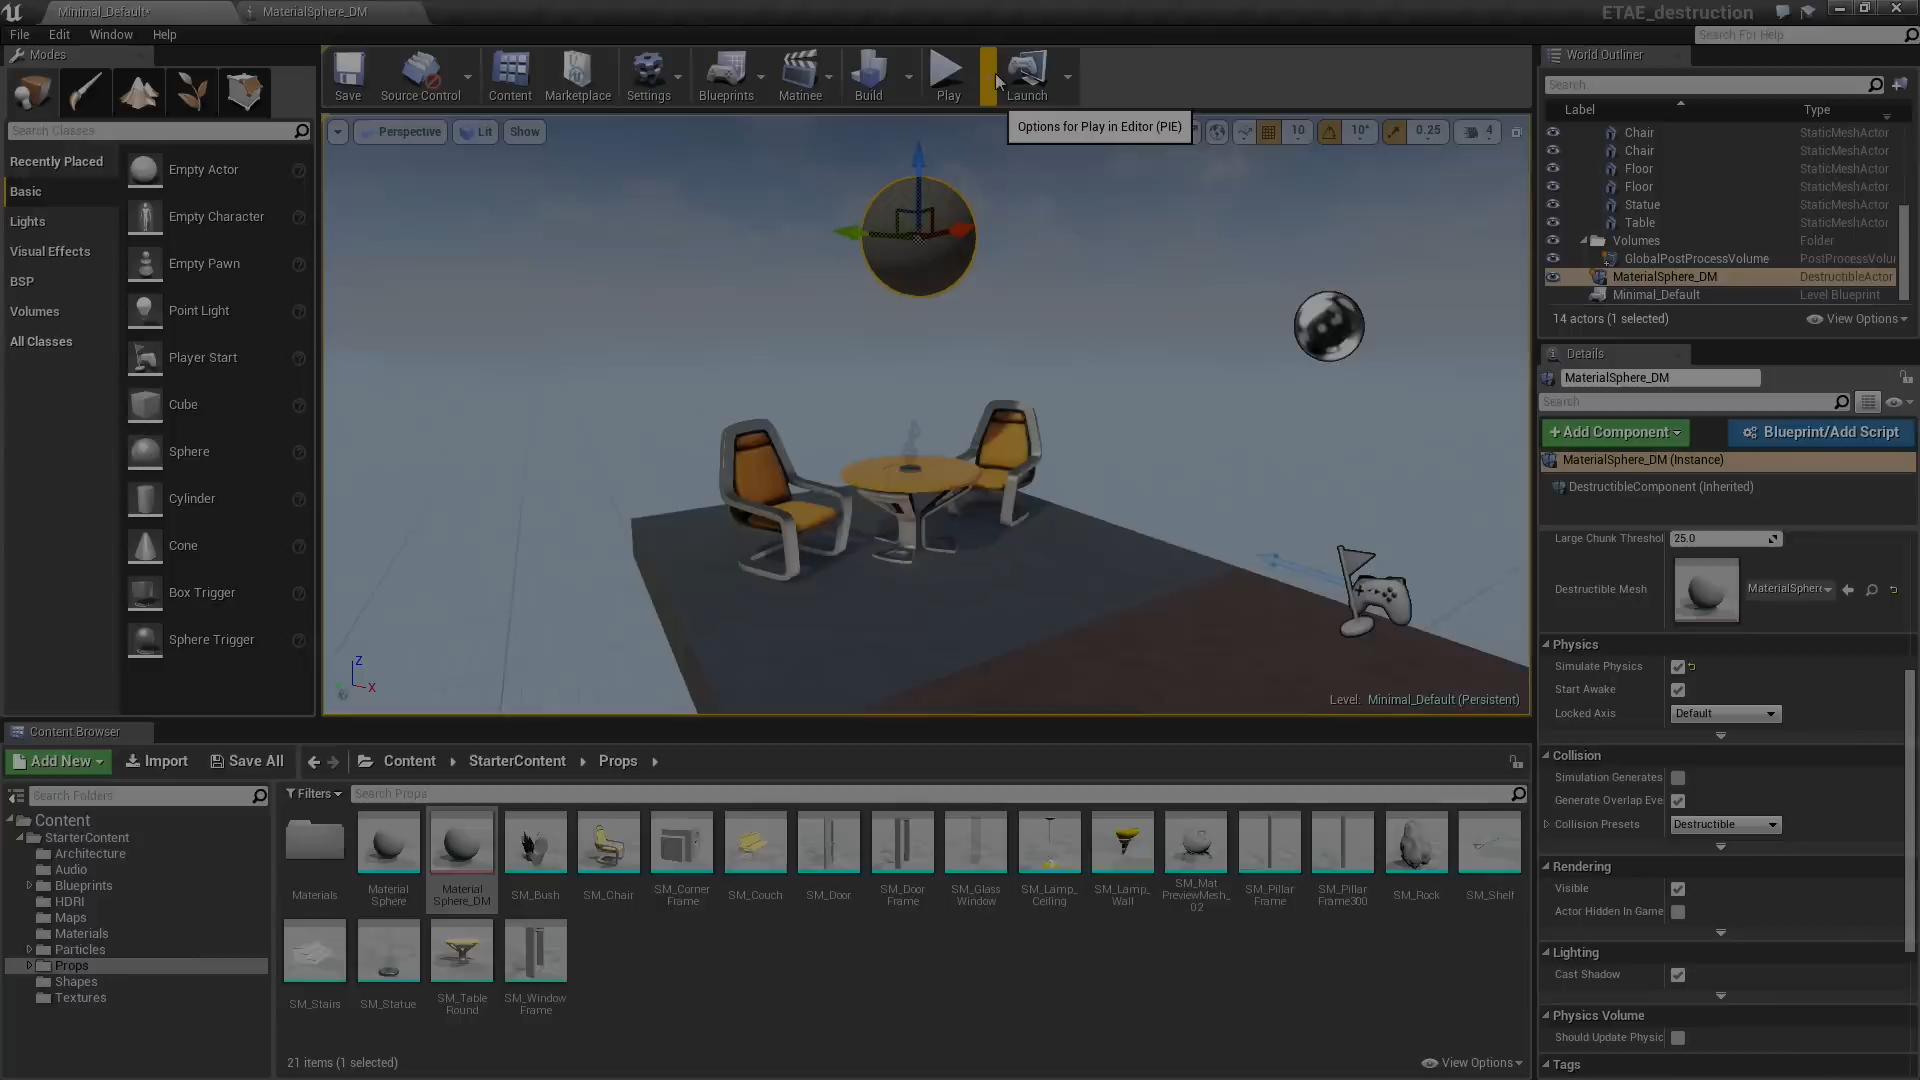 Minimal_Default*
MaterialSphere_DM
ETAE_destruction
File
Edit
Window
Help
Search For Help
Modes
Save
Source Control
Content
Marketplace
Settings
Blueprints
Matinee
Build
Play
Launch
Options for Play in Editor (PIE)
Search Classes
Recently Placed
Basic
Lights
Visual Effects
BSP
Volumes
All Classes
Empty Actor
Empty Character
Empty Pawn
Point Light
Player Start
Cube
Sphere
Cylinder
Cone
Box Trigger
Sphere Trigger
Perspective
Lit
Show
10
10°
0.25
4
Z
X
Level: Minimal_Default (Persistent)
World Outliner
Search
Label
Type
Chair StaticMeshActor
Chair StaticMeshActor
Floor StaticMeshActor
Floor StaticMeshActor
Statue StaticMeshActor
Table StaticMeshActor
Volumes Folder
GlobalPostProcessVolume PostProcessVolu
MaterialSphere_DM DestructibleActor
Minimal_Default Level Blueprint
14 actors (1 selected)
View Options
Details
MaterialSphere_DM
Search
+Add Component
Blueprint/Add Script
MaterialSphere_DM (Instance)
DestructibleComponent (Inherited)
Large Chunk Threshol 25.0
Destructible Mesh
MaterialSpher
Physics
Simulate Physics
Start Awake
Locked Axis Default
Collision
Simulation Generates
Generate Overlap Eve
Collision Presets Destructible
Rendering
Visible
Actor Hidden In Game
Lighting
Cast Shadow
Physics Volume
Should Update Physic
Tags
Content Browser
Add New
Import
Save All
Content
StarterContent
Props
Search Folders
Filters
Search Props
Content
StarterContent
Architecture
Audio
Blueprints
HDRI
Maps
Materials
Particles
Props
Shapes
Textures
Materials
Material
Sphere
Material
Sphere_DM
SM_Bush
SM_Chair
SM_Corner
Frame
SM_Couch
SM_Door
SM_Door
Frame
SM_Glass
Window
SM_Lamp_
Ceiling
SM_Lamp_
Wall
SM_Mat
PreviewMesh_
02
SM_Pillar
Frame
SM_Pillar
Frame300
SM_Rock
SM_Shelf
SM_Stairs
SM_Statue
SM_Table
Round
SM_Window
Frame
21 items (1 selected)
View Options